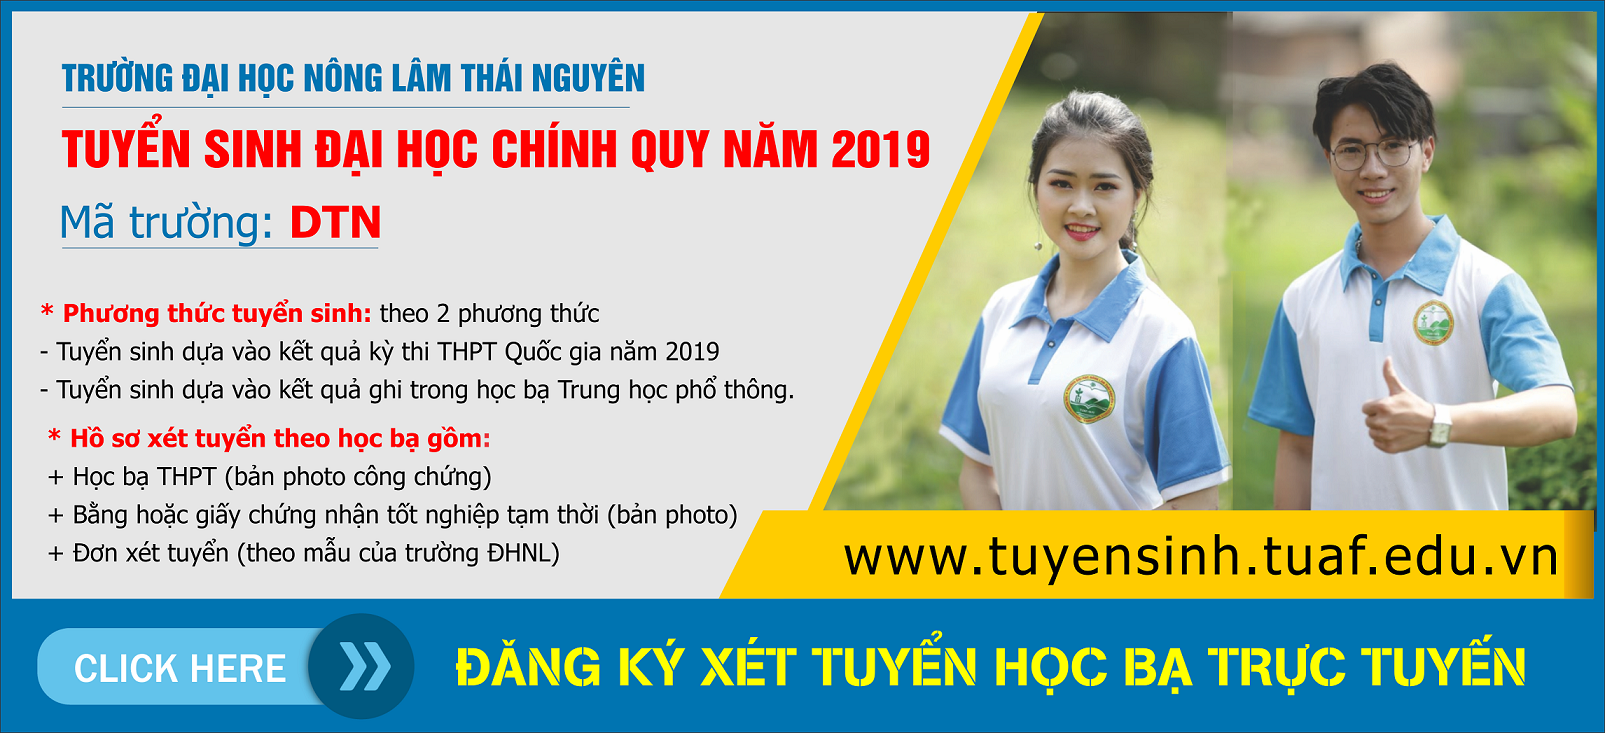 TRƯỜNG ĐẠI HỌC NÔNG LÂM THÁI NGUYÊN
TUYỂN SINH ĐẠI HỌC CHÍNH QUY NĂM 2019
Mã trường: DTN
* Phương thức tuyển sinh: theo 2 phương thức
- Tuyển sinh dựa vào kết quả kỳ thi THPT Quốc gia năm 2019
- Tuyển sinh dựa vào kết quả ghi trong học bạ Trung học phổ thông.
* Hồ sơ xét tuyển theo học bạ gồm:
+ Học bạ THPT (bản photo công chứng)
+ Bằng hoặc giấy chứng nhận tốt nghiệp tạm thời (bản photo)
+ Đơn xét tuyển (theo mẫu của trường ĐHNL)
www.tuyensinh.tuaf.edu.vn
CLICK HERE
ĐĂNG KÝ XÉT TUYỂN HỌC BẠ TRỰC TUYẾN